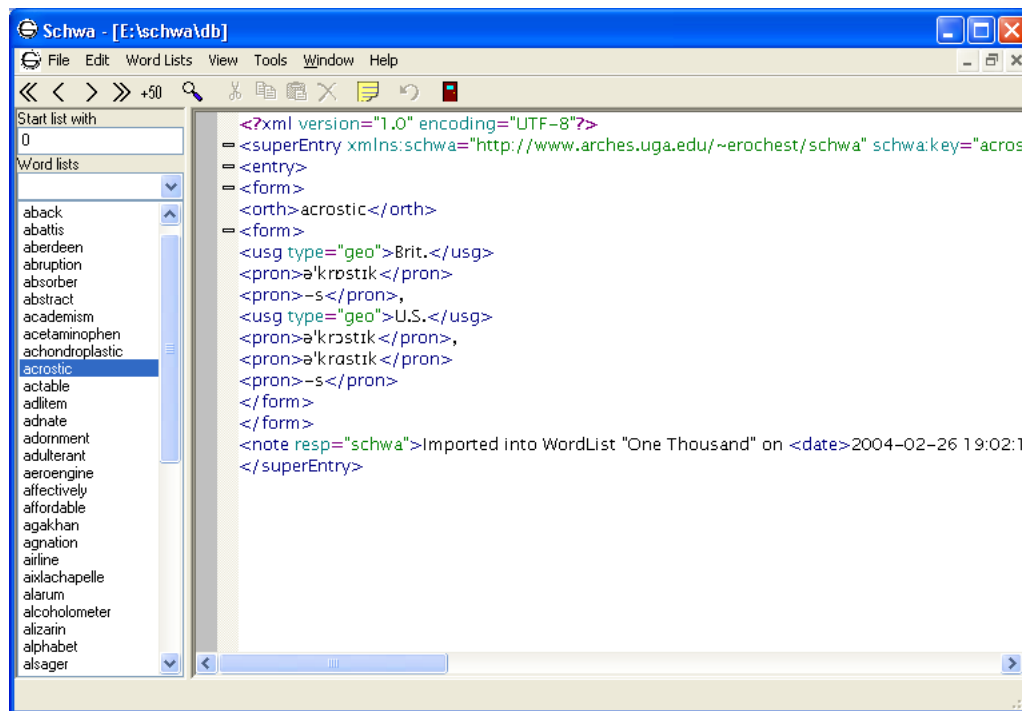 Schwa - [E:\schwa\db]
File Edit Word Lists View Tools Window Help
+50
Start list with
0
Word lists
aback
abattis
aberdeen
abruption
absorber
abstract
academism
acetaminophen
achondroplastic
acrostic
actable
adlitem
adnate
adornment
adulterant
aeroengine
affectively
affordable
agakhan
agnation
airline
aixlachapelle
alarum
alcoholometer
alizarin
alphabet
alsager
<?xml version="1.0" encoding="UTF-8"?>
<superEntry xmlns:schwa="http://www.arches.uga.edu/~erochest/schwa" schwa:key="acros
<entry>
<form>
<orth>acrostic</orth>
<form>
<usg type="geo">Brit.</usg>
<pron>ə'krɒstɪk</pron>
<pron>-s</pron>,
<usg type="geo">U.S.</usg>
<pron>ə'krɔstɪk</pron>,
<pron>ə'krɑstɪk</pron>
<pron>-s</pron>
</form>
</form>
<note resp="schwa">Imported into WordList "One Thousand" on <date>2004-02-26 19:02:1
</superEntry>